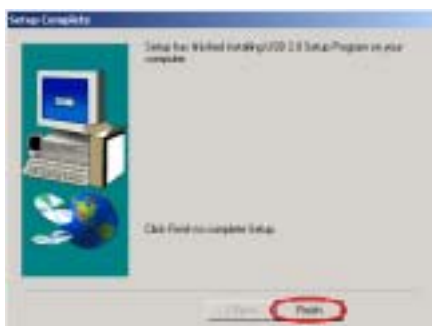 Setup Complete
Setup has finished installing USB 2.0 Setup Program on your
computer.
Click Finish to complete Setup.
< Back
Finish